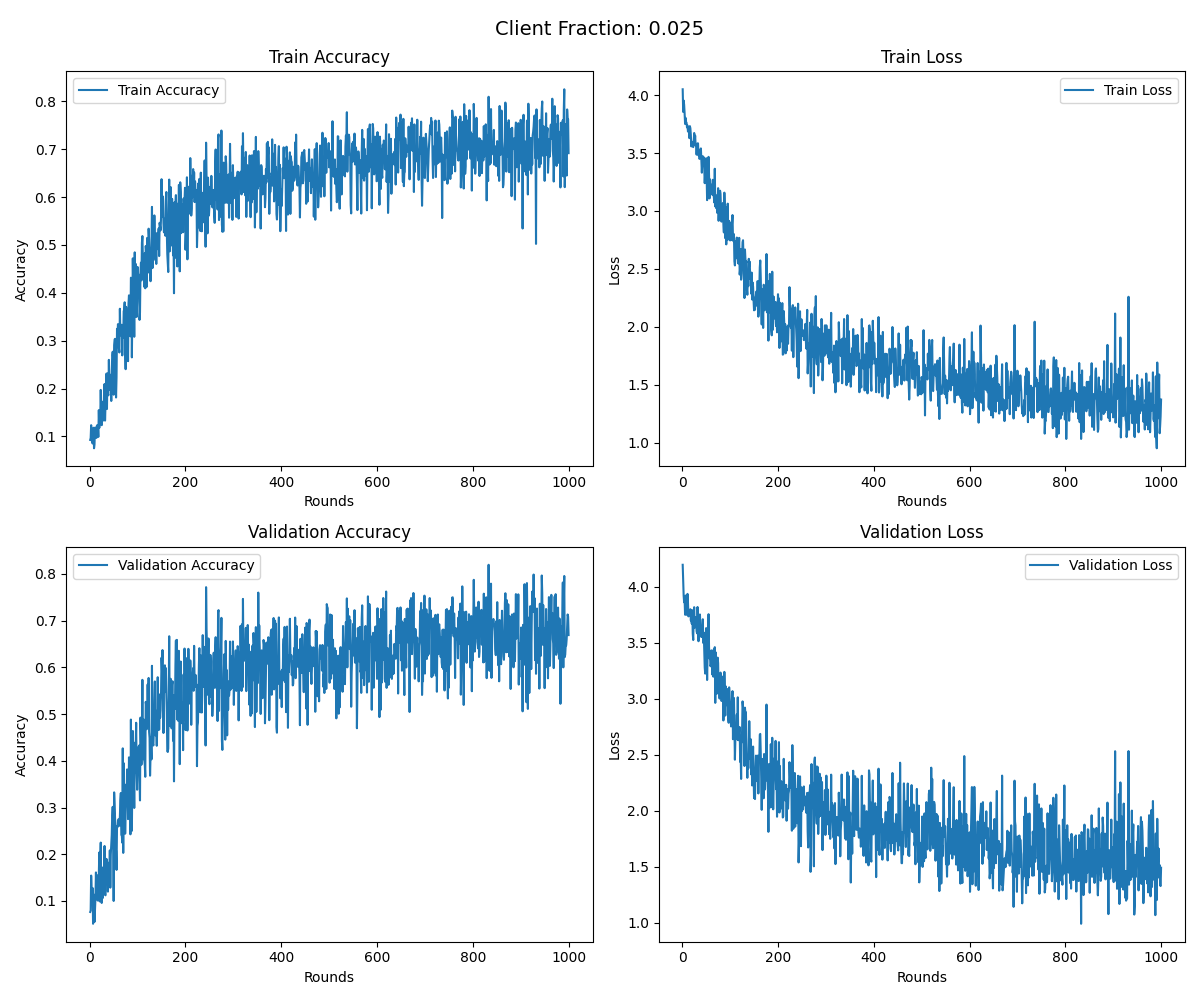 Client Fraction: 0.025
Train Accuracy
Train Accuracy
Accuracy
0.8
0.7
0.6
0.5
0.4
0.3
0.2
0.1
0 200 400 600 800 1000
Rounds
Train Loss
Train Loss
Loss
4.0
3.5
3.0
2.5
2.0
1.5
1.0
0 200 400 600 800 1000
Rounds
Validation Accuracy
Validation Accuracy
Accuracy
0.8
0.7
0.6
0.5
0.4
0.3
0.2
0.1
0 200 400 600 800 1000
Rounds
Validation Loss
Validation Loss
Loss
4.0
3.5
3.0
2.5
2.0
1.5
1.0
0 200 400 600 800 1000
Rounds